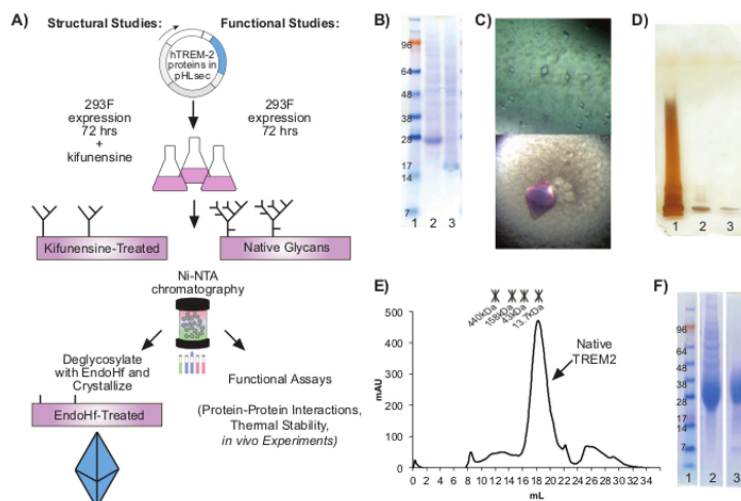 A)
Structural Studies:
Functional Studies:
hTREM-2
proteins in
pHLsec
293F
expression
72 hrs
+
kifunensine
293F
expression
72 hrs
Kifunensine-Treated
Native Glycans
Ni-NTA
chromatography
Deglycosylate
with EndoHf and
Crystallize
EndoHf-Treated
Functional Assays
(Protein-Protein Interactions,
Thermal Stability,
in vivo Experiments)
B)
96
64
48
36
28
17
14
7
1 2 3
C)
D)
1 2 3
E)
440kDa
158kDa
43kDa
13.7kDa
500
400
300
200
100
0
mAU
Native
TREM2
0 2 4 6 8 10 12 14 16 18 20 22 24 26 28 30 32 34
mL
F)
96
64
48
36
28
17
14
7
1 2 3